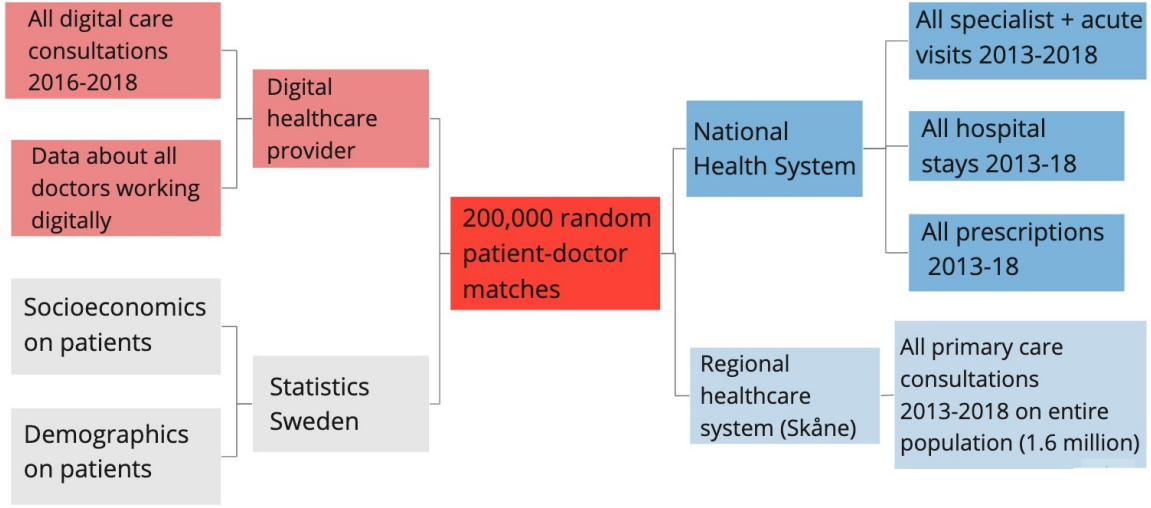 All digital care
consultations
2016-2018
Data about all
doctors working
digitally
Digital
healthcare
provider
Socioeconomics
on patients
Demographics
on patients
Statistics
Sweden
200,000 random
patient-doctor
matches
National
Health System
All specialist + acute
visits 2013-2018
All hospital
stays 2013-18
All prescriptions
2013-18
Regional
healthcare
system (Skåne)
All primary care
consultations
2013-2018 on entire
population (1.6 million)